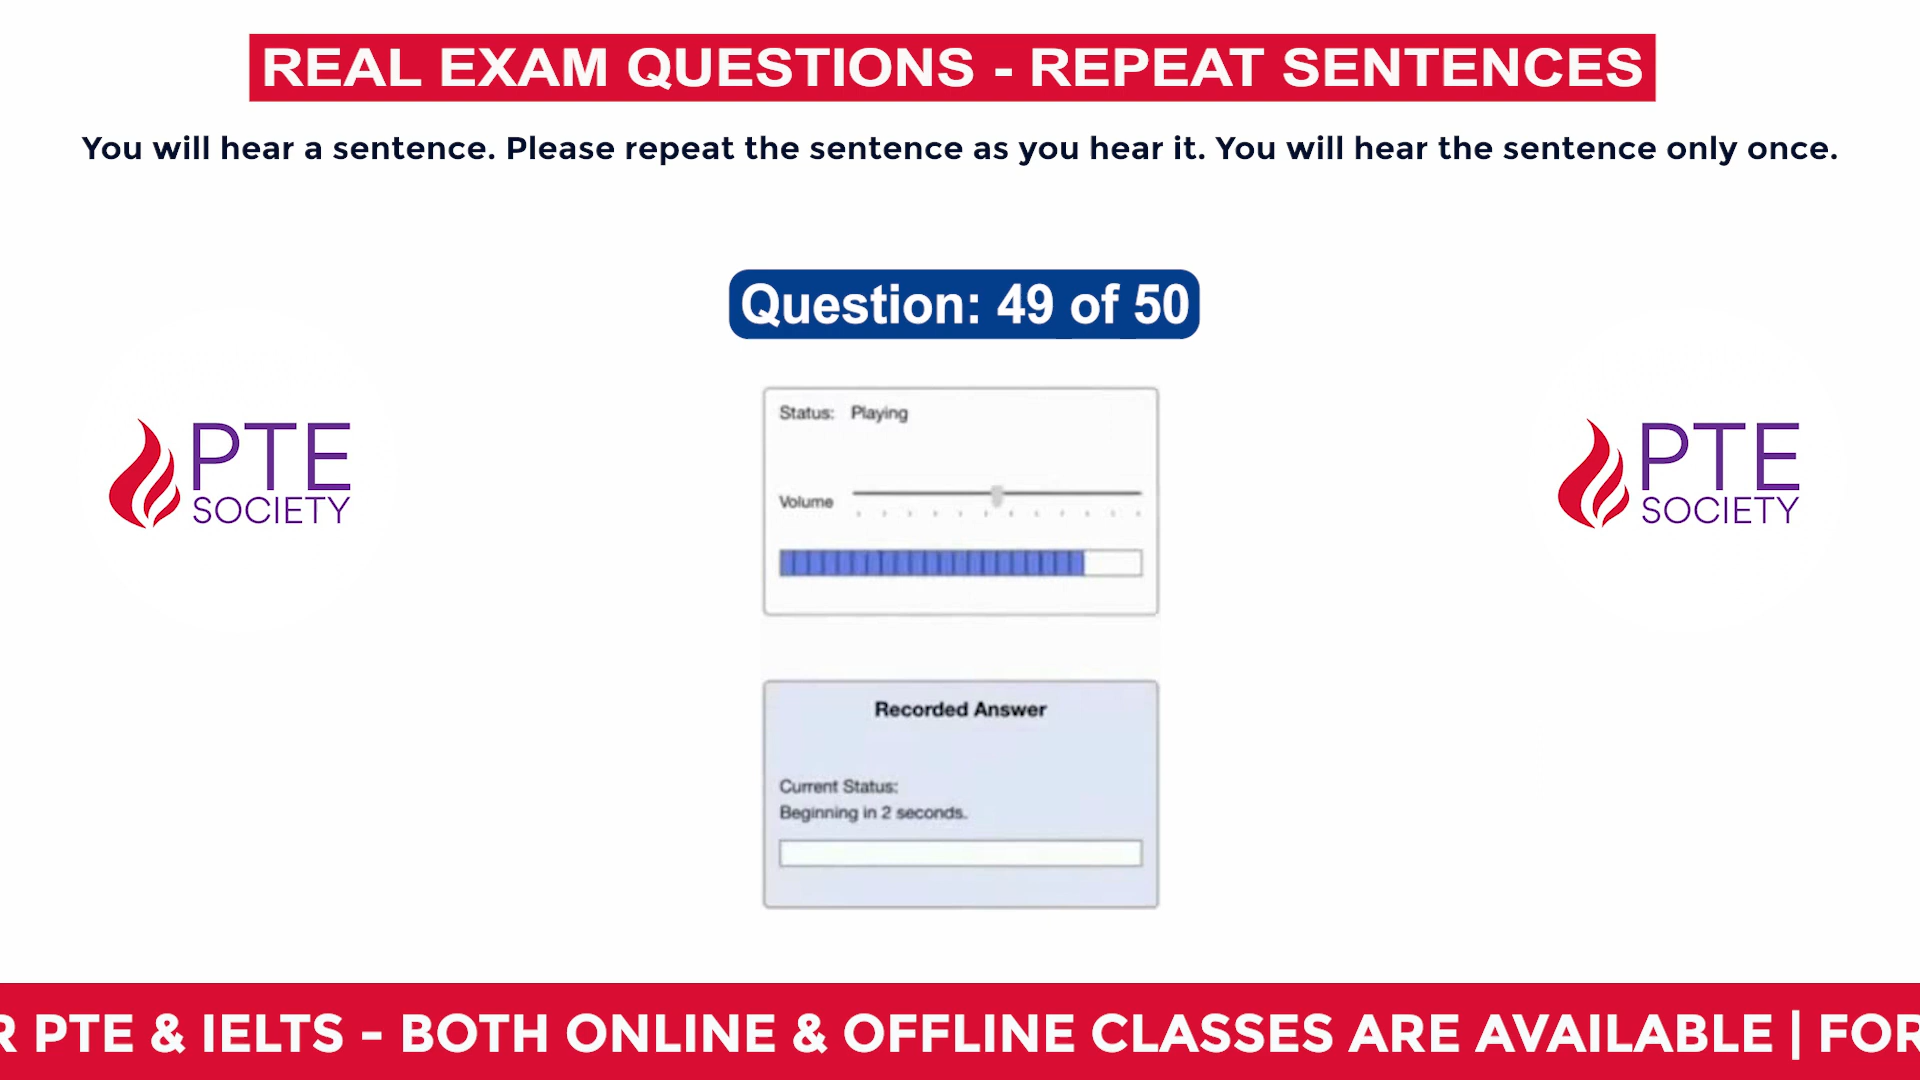 REAL EXAM QUESTIONS - REPEAT SENTENCES
You will hear a sentence. Please repeat the sentence as you hear it. You will hear the sentence only once.
Question: 49 of 50
PTE
SOCIETY
PTE
SOCIETY
Status: Playing
Volume
Recorded Answer
Current Status:
Beginning in 2 seconds.
R PTE & IELTS - BOTH ONLINE & OFFLINE CLASSES ARE AVAILABLE | FOR